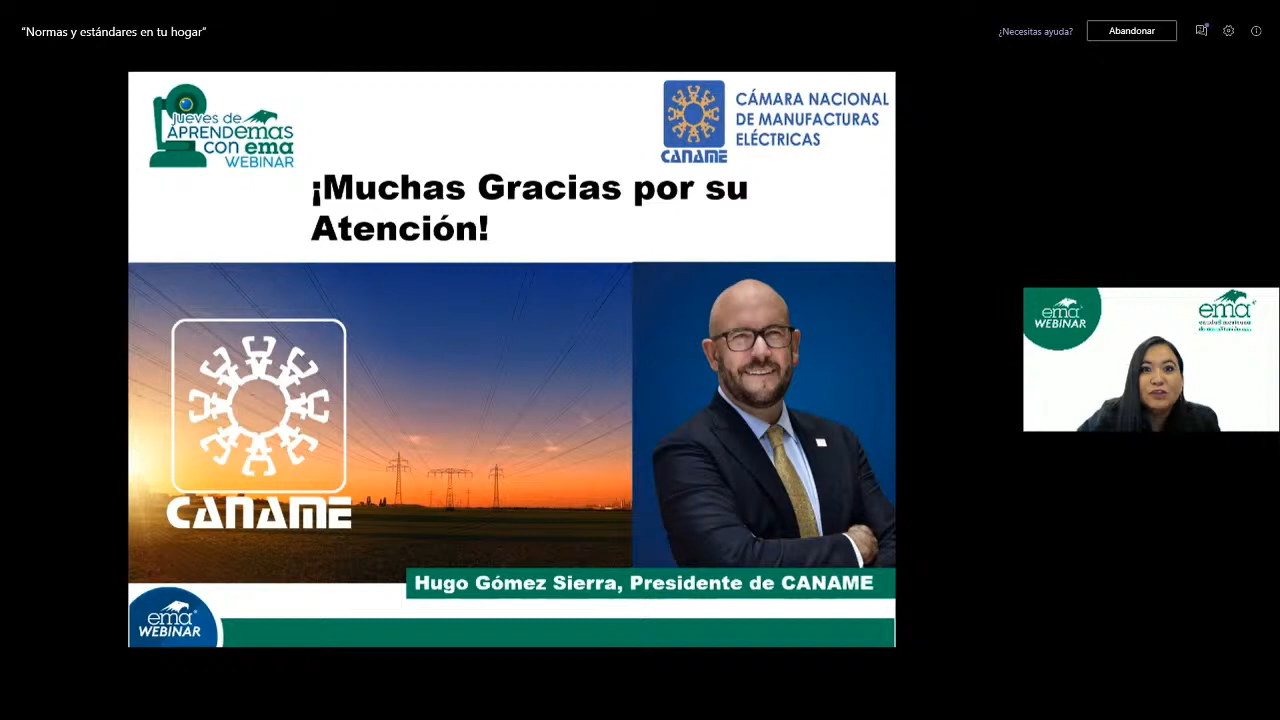 “Normas y estándares en tu hogar”
¿Necesitas ayuda?
Abandonar
jueves de
APRENDEMAS
CON ema
WEBINAR
CANAME
CÁMARA NACIONAL
DE MANUFACTURAS
ELÉCTRICAS
¡Muchas Gracias por su
Atención!
CANAME
Hugo Gómez Sierra, Presidente de CANAME
ema
WEBINAR
ema
WEBINAR
ema